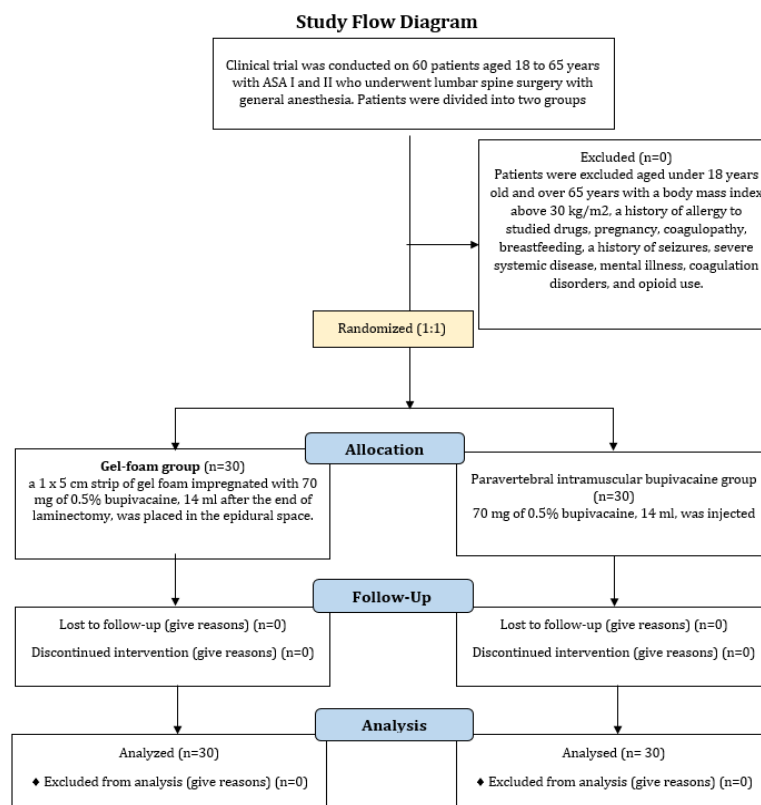 Study Flow Diagram
Clinical trial was conducted on 60 patients aged 18 to 65 years
with ASA I and II who underwent lumbar spine surgery with
general anesthesia. Patients were divided into two groups
Excluded (n=0)
Patients were excluded aged under 18 years
old and over 65 years with a body mass index
above 30 kg/m2, a history of allergy to
studied drugs, pregnancy, coagulopathy,
breastfeeding, a history of seizures, severe
systemic disease, mental illness, coagulation
disorders, and opioid use.
Randomized (1:1)
Allocation
Gel-foam group (n=30)
a 1 x 5 cm strip of gel foam impregnated with 70
mg of 0.5% bupivacaine, 14 ml after the end of
laminectomy, was placed in the epidural space.
Paravertebral intramuscular bupivacaine group
(n=30)
70 mg of 0.5% bupivacaine, 14 ml, was injected
Follow-Up
Lost to follow-up (give reasons) (n=0)
Discontinued intervention (give reasons) (n=0)
Lost to follow-up (give reasons) (n=0)
Discontinued intervention (give reasons) (n=0)
Analysis
Analyzed (n=30)
♦ Excluded from analysis (give reasons) (n=0)
Analysed (n= 30)
♦ Excluded from analysis (give reasons) (n=0)